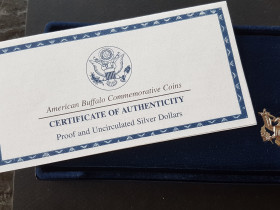 American Buffalo Commemorative Coins
CERTIFICATE OF AUTHENTICITY
Proof and Uncirculated Silver Dollars